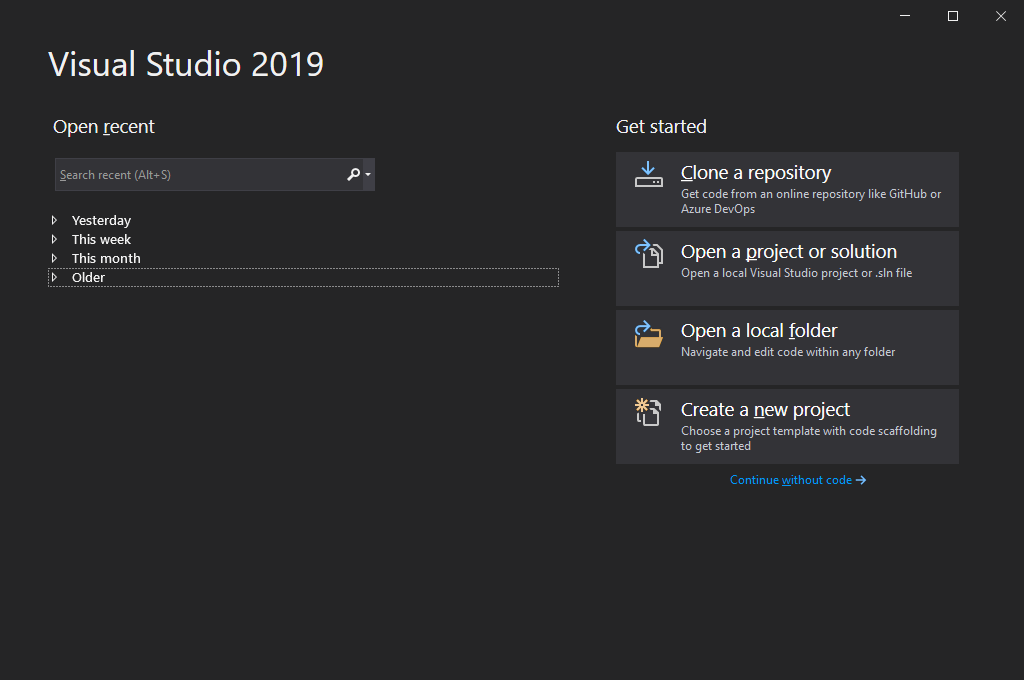 Visual Studio 2019
Open recent
Search recent (Alt+S)
Yesterday
This week
This month
Older
Get started
Clone a repository
Get code from an online repository like GitHub or
Azure DevOps
Open a project or solution
Open a local Visual Studio project or .sln file
Open a local folder
Navigate and edit code within any folder
Create a new project
Choose a project template with code scaffolding
to get started
Continue without code →